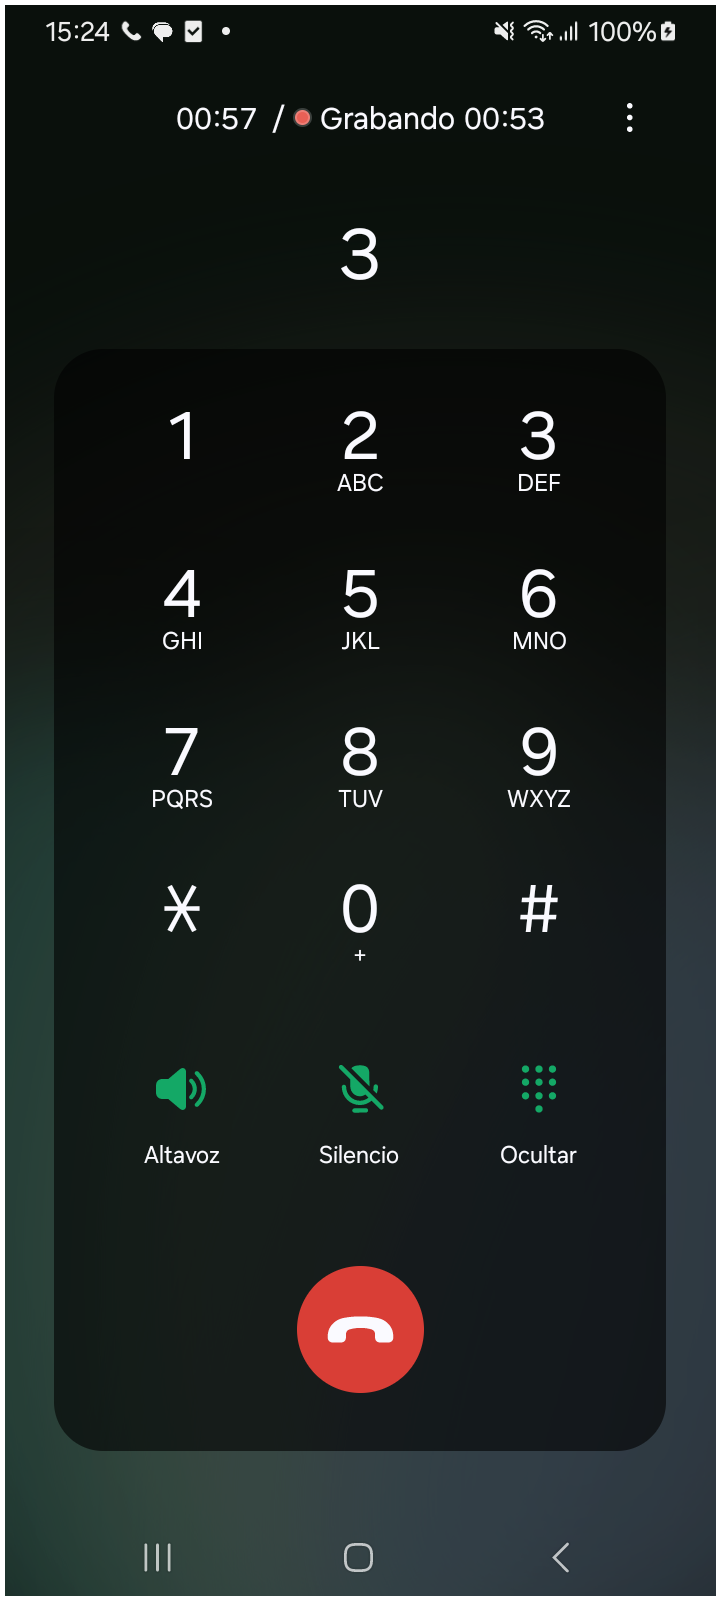 15:24 100%
00:57 / Grabando 00:53
3
1 2 3
ABC DEF
4 5 6
GHI JKL MNO
7 8 9
PQRS TUV WXYZ
* 0 #
+
Altavoz Silencio Ocultar